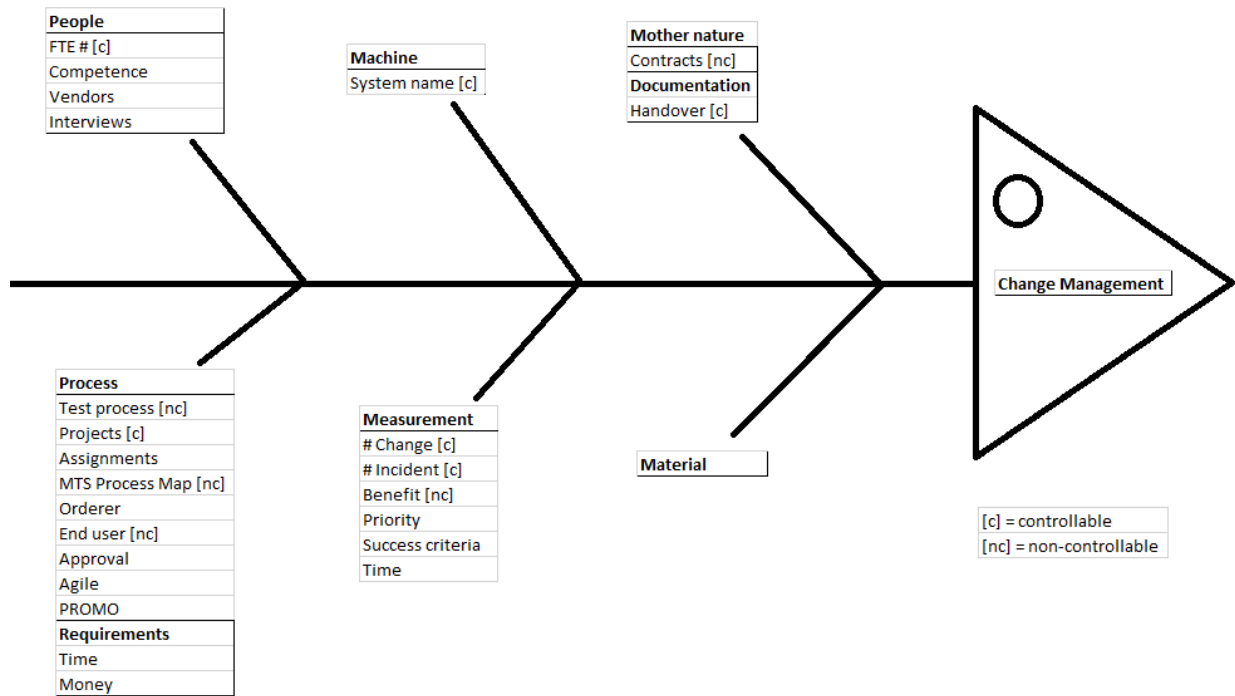 People
FTE # [c]
Competence
Vendors
Interviews
Machine
System name [c]
Mother nature
Contracts [nc]
Documentation
Handover [c]
Change Management
Process
Test process [nc]
Projects [c]
Assignments
MTS Process Map [nc]
Orderer
End user [nc]
Approval
Agile
PROMO
Requirements
Time
Money
Measurement
# Change [c]
# Incident [c]
Benefit [nc]
Priority
Success criteria
Time
Material
[c] = controllable
[nc] = non-controllable